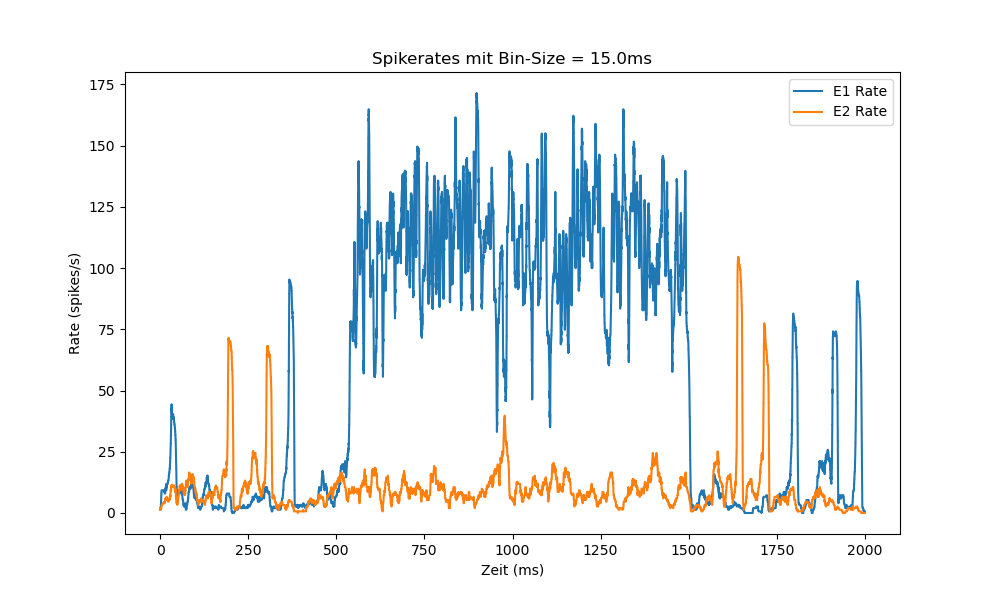 Spikerates mit Bin-Size = 15.0ms
E1 Rate
E2 Rate
Rate (spikes/s)
175
150
125
100
75
50
25
0
0 250 500 750 1000 1250 1500 1750 2000
Zeit (ms)